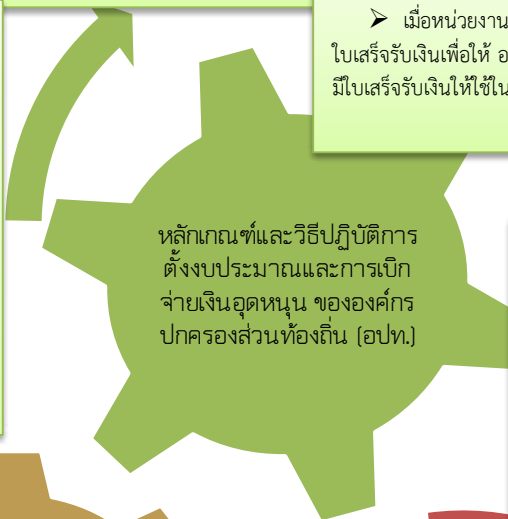 ➤ เมื่อหน่วยงาน
ใบเสร็จรับเงินเพื่อให้ อ
มีใบเสร็จรับเงินให้ใช้ใน
หลักเกณฑ์และวิธีปฏิบัติการ
ตั้งงบประมาณและการเบิก
จ่ายเงินอุดหนุน ขององค์กร
ปกครองส่วนท้องถิ่น (อปท.)